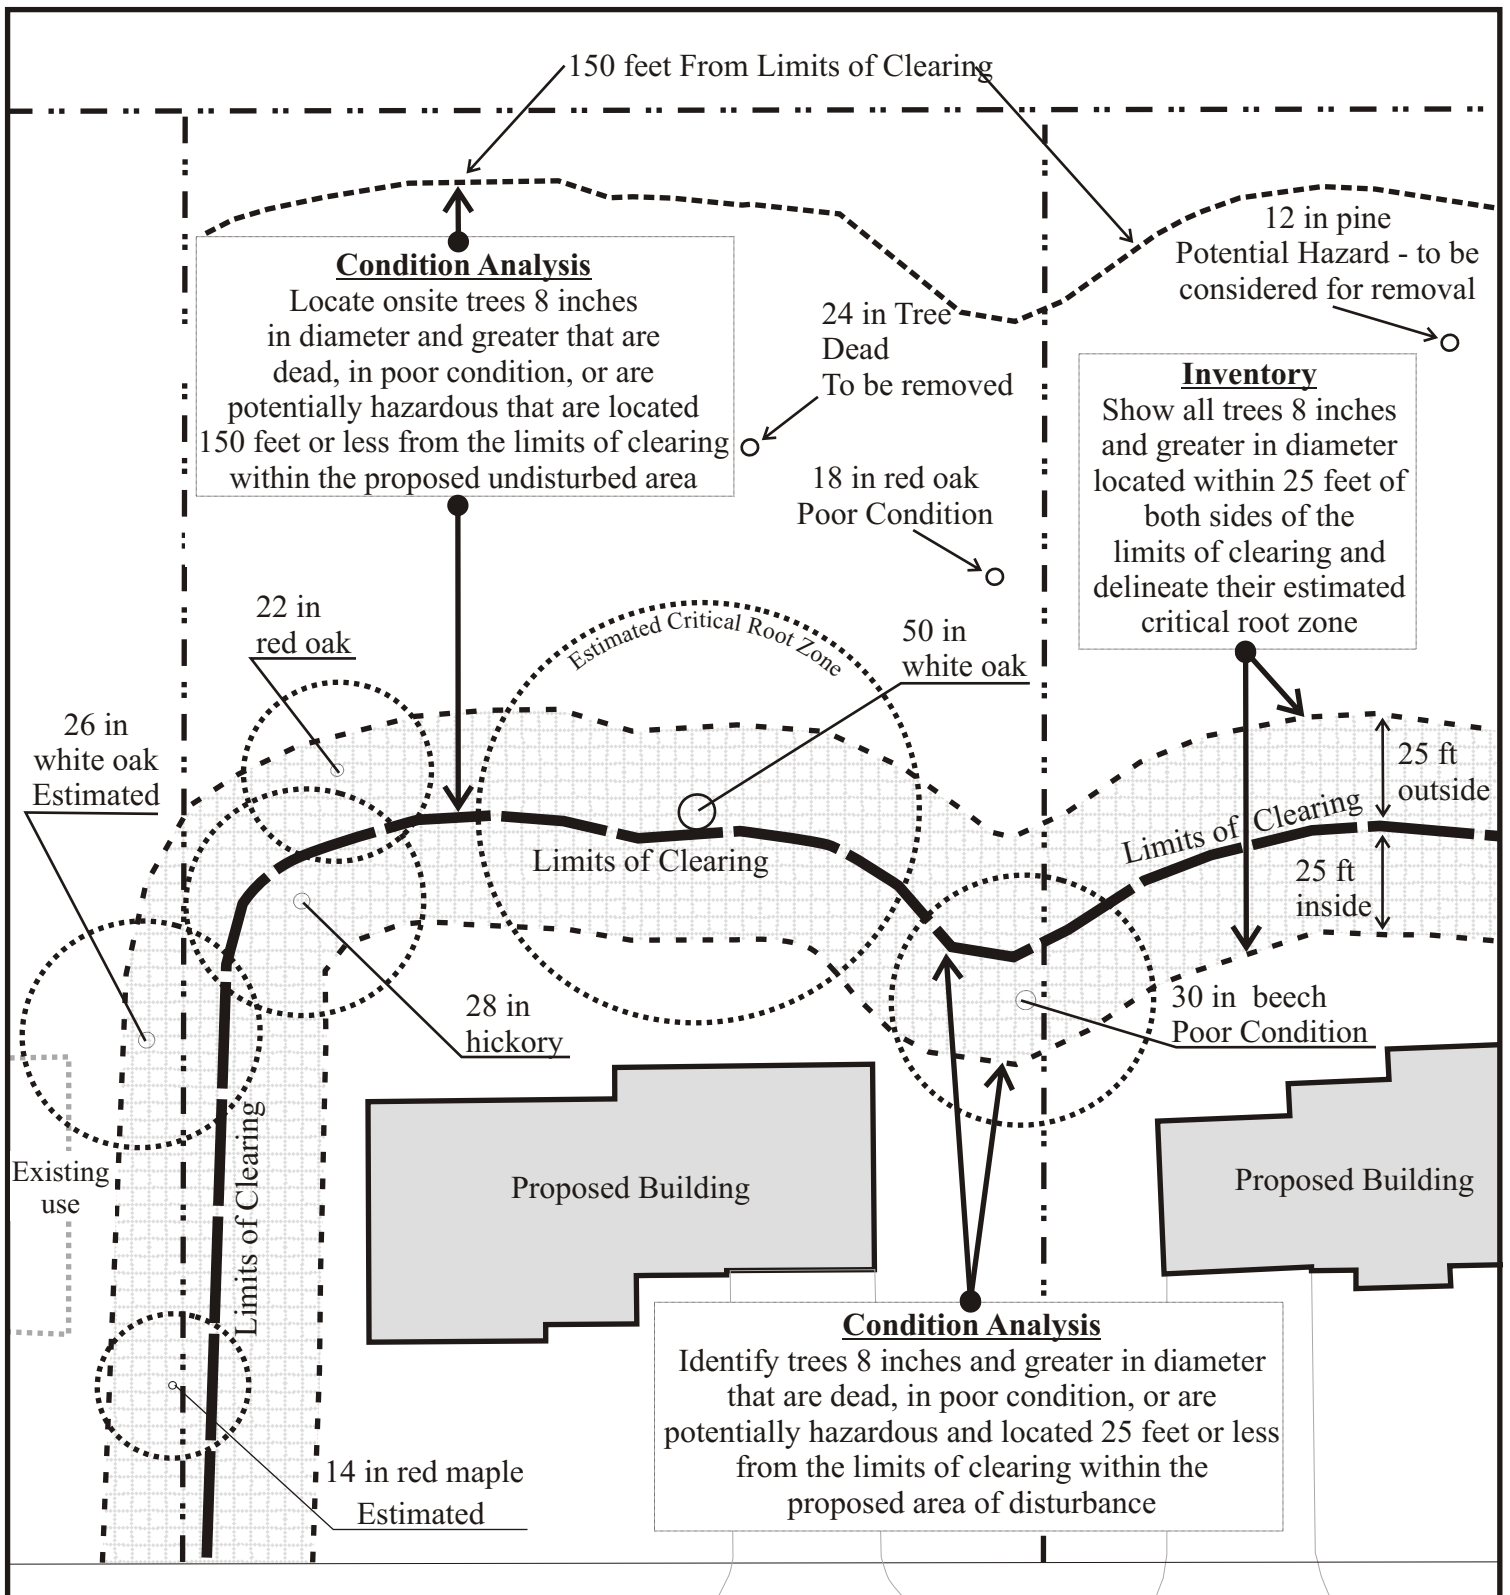 150 feet From Limits of Clearing
12 in pine
Potential Hazard - to be
considered for removal
Condition Analysis
Locate onsite trees 8 inches
in diameter and greater that are
dead, in poor condition, or are
potentially hazardous that are located
150 feet or less from the limits of clearing
within the proposed undisturbed area
24 in Tree
Dead
To be removed
Inventory
Show all trees 8 inches
and greater in diameter
located within 25 feet of
both sides of the
limits of clearing and
delineate their estimated
critical root zone
18 in red oak
Poor Condition
22 in
red oak
Estimated Critical Root Zone
50 in
white oak
26 in
white oak
Estimated
25 ft
outside
Limits of Clearing
Limits of Clearing
25 ft
inside
28 in
hickory
30 in beech
Poor Condition
Existing
use
Limits of Clearing
Proposed Building
Proposed Building
Condition Analysis
Identify trees 8 inches and greater in diameter
that are dead, in poor condition, or are
potentially hazardous and located 25 feet or less
from the limits of clearing within the
proposed area of disturbance
14 in red maple
Estimated